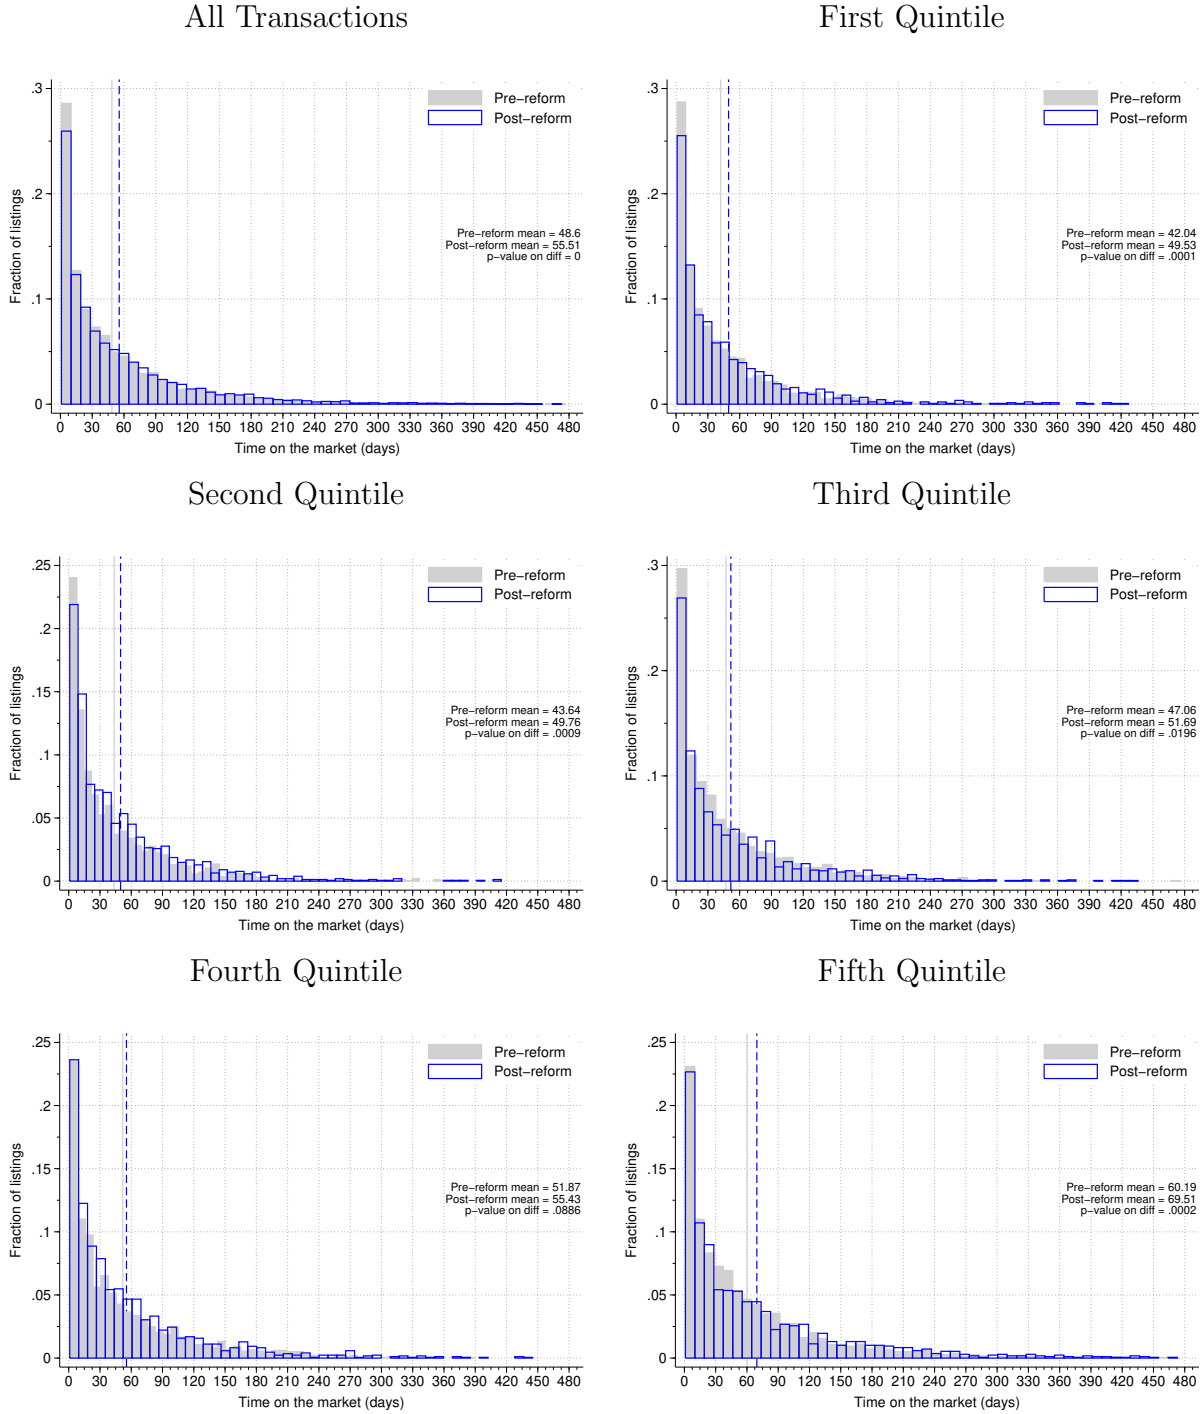 All Transactions
Fraction of listings
.3
.2
.1
0
Pre−reform
Post−reform
Pre−reform mean = 48.6
Post−reform mean = 55.51
p−value on diff = 0
0 30 60 90 120 150 180 210 240 270 300 330 360 390 420 450 480
Time on the market (days)
First Quintile
Fraction of listings
.3
.2
.1
0
Pre−reform
Post−reform
Pre−reform mean = 42.04
Post−reform mean = 49.53
p−value on diff = .0001
0 30 60 90 120 150 180 210 240 270 300 330 360 390 420 450 480
Time on the market (days)
Second Quintile
Fraction of listings
.25
.2
.15
.1
.05
0
Pre−reform
Post−reform
Pre−reform mean = 43.64
Post−reform mean = 49.76
p−value on diff = .0009
0 30 60 90 120 150 180 210 240 270 300 330 360 390 420 450 480
Time on the market (days)
Third Quintile
Fraction of listings
.3
.2
.1
0
Pre−reform
Post−reform
Pre−reform mean = 47.06
Post−reform mean = 51.69
p−value on diff = .0196
0 30 60 90 120 150 180 210 240 270 300 330 360 390 420 450 480
Time on the market (days)
Fourth Quintile
Fraction of listings
.25
.2
.15
.1
.05
0
Pre−reform
Post−reform
Pre−reform mean = 51.87
Post−reform mean = 55.43
p−value on diff = .0886
0 30 60 90 120 150 180 210 240 270 300 330 360 390 420 450 480
Time on the market (days)
Fifth Quintile
Fraction of listings
.25
.2
.15
.1
.05
0
Pre−reform
Post−reform
Pre−reform mean = 60.19
Post−reform mean = 69.51
p−value on diff = .0002
0 30 60 90 120 150 180 210 240 270 300 330 360 390 420 450 480
Time on the market (days)